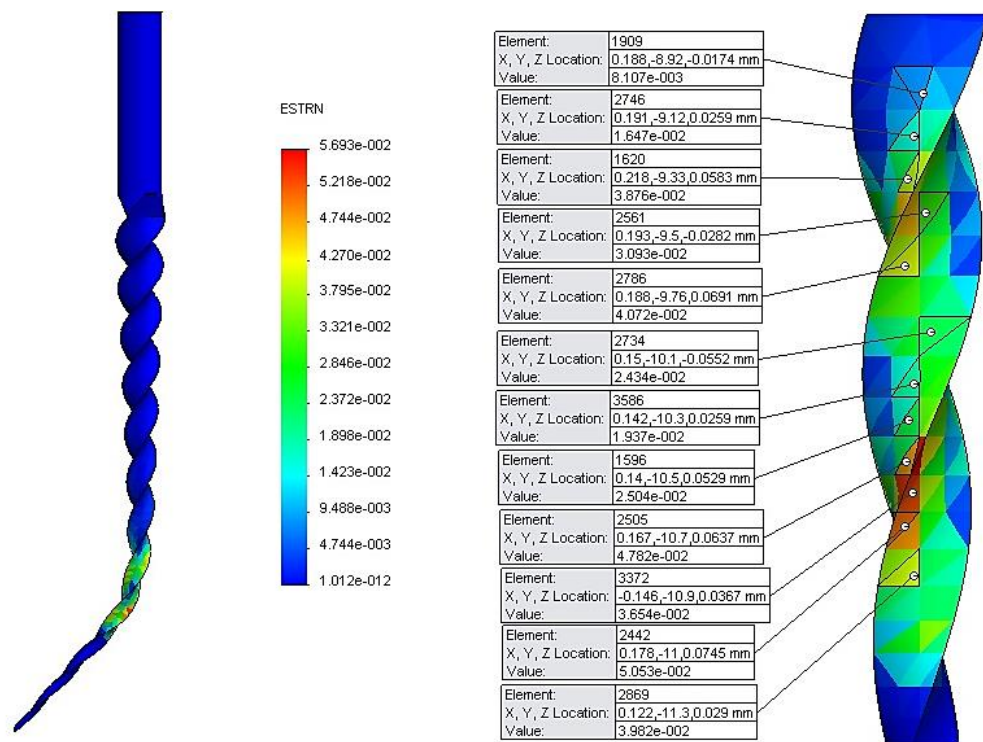 ESTRN
5.693e-002
5.218e-002
4.744e-002
4.270e-002
3.795e-002
3.321e-002
2.846e-002
2.372e-002
1.898e-002
1.423e-002
9.488e-003
4.744e-003
1.012e-012
Element: 1909
X, Y, Z Location: 0.188,-8.92,-0.0174 mm
Value: 8.107e-003
Element: 2746
X, Y, Z Location: 0.191,-9.12,0.0259 mm
Value: 1.647e-002
Element: 1620
X, Y, Z Location: 0.218,-9.33,0.0583 mm
Value: 3.876e-002
Element: 2561
X, Y, Z Location: 0.193,-9.5,-0.0282 mm
Value: 3.093e-002
Element: 2786
X, Y, Z Location: 0.188,-9.76,0.0691 mm
Value: 4.072e-002
Element: 2734
X, Y, Z Location: 0.15,-10.1,-0.0552 mm
Value: 2.434e-002
Element: 3586
X, Y, Z Location: 0.142,-10.3,0.0259 mm
Value: 1.937e-002
Element: 1596
X, Y, Z Location: 0.14,-10.5,0.0529 mm
Value: 2.504e-002
Element: 2505
X, Y, Z Location: 0.167,-10.7,0.0637 mm
Value: 4.782e-002
Element: 3372
X, Y, Z Location: -0.146,-10.9,0.0367 mm
Value: 3.654e-002
Element: 2442
X, Y, Z Location: 0.178,-11,0.0745 mm
Value: 5.053e-002
Element: 2869
X, Y, Z Location: 0.122,-11.3,0.029 mm
Value: 3.982e-002